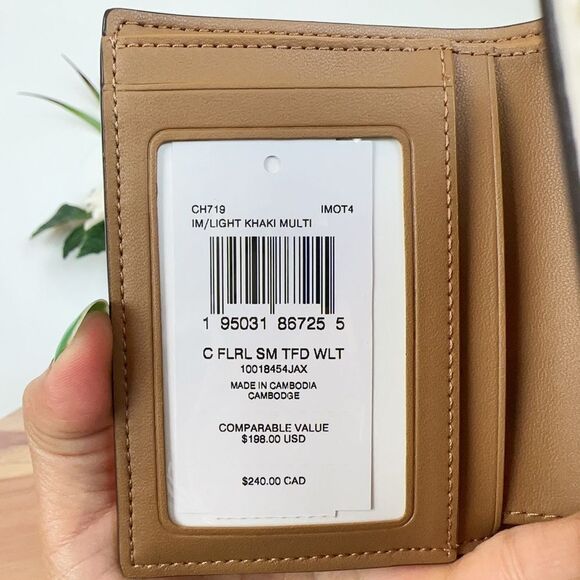 CH719 IMOT4
IM/LIGHT KHAKI MULTI
1 95031 86725 5
C FLRL SM TFD WLT
10018454JAX
MADE IN CAMBODIA
CAMBODGE
COMPARABLE VALUE
$198.00 USD
$240.00 CAD